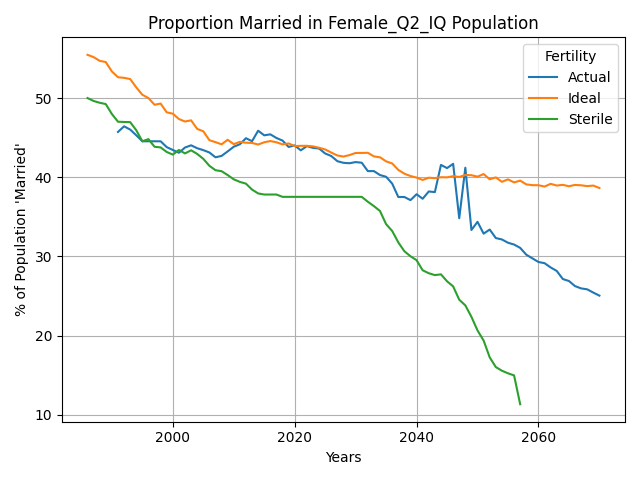 Proportion Married in Female_Q2_IQ Population
Fertility
Actual
Ideal
Sterile
% of Population 'Married'
50
40
30
20
10
2000
2020
2040
2060
Years